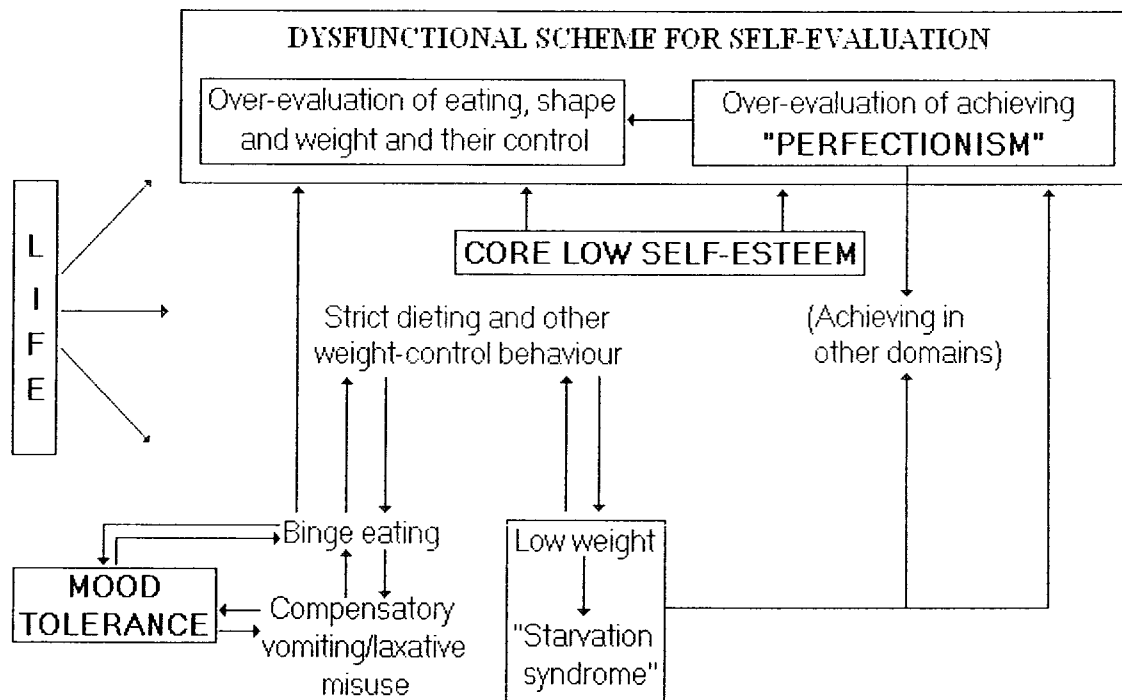 DYSFUNCTIONAL SCHEME FOR SELF-EVALUATION
Over-evaluation of eating, shape
and weight and their control
Over-evaluation of achieving
"PERFECTIONISM"
L
I
F
E
CORE LOW SELF-ESTEEM
Strict dieting and other
weight-control behaviour
(Achieving in
other domains)
Binge eating
Low weight
MOOD
TOLERANCE
Compensatory
vomiting/laxative
misuse
"Starvation
syndrome"